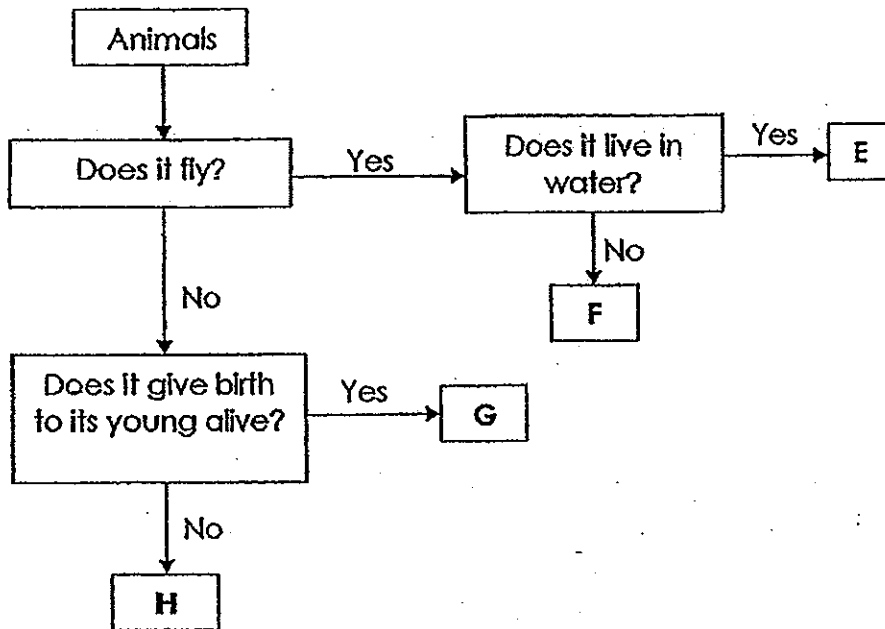 Animals
Does it fly?
Yes
Does it live in
water?
Yes
E
No
F
No
Does it give birth
to its young alive?
Yes
G
No
H